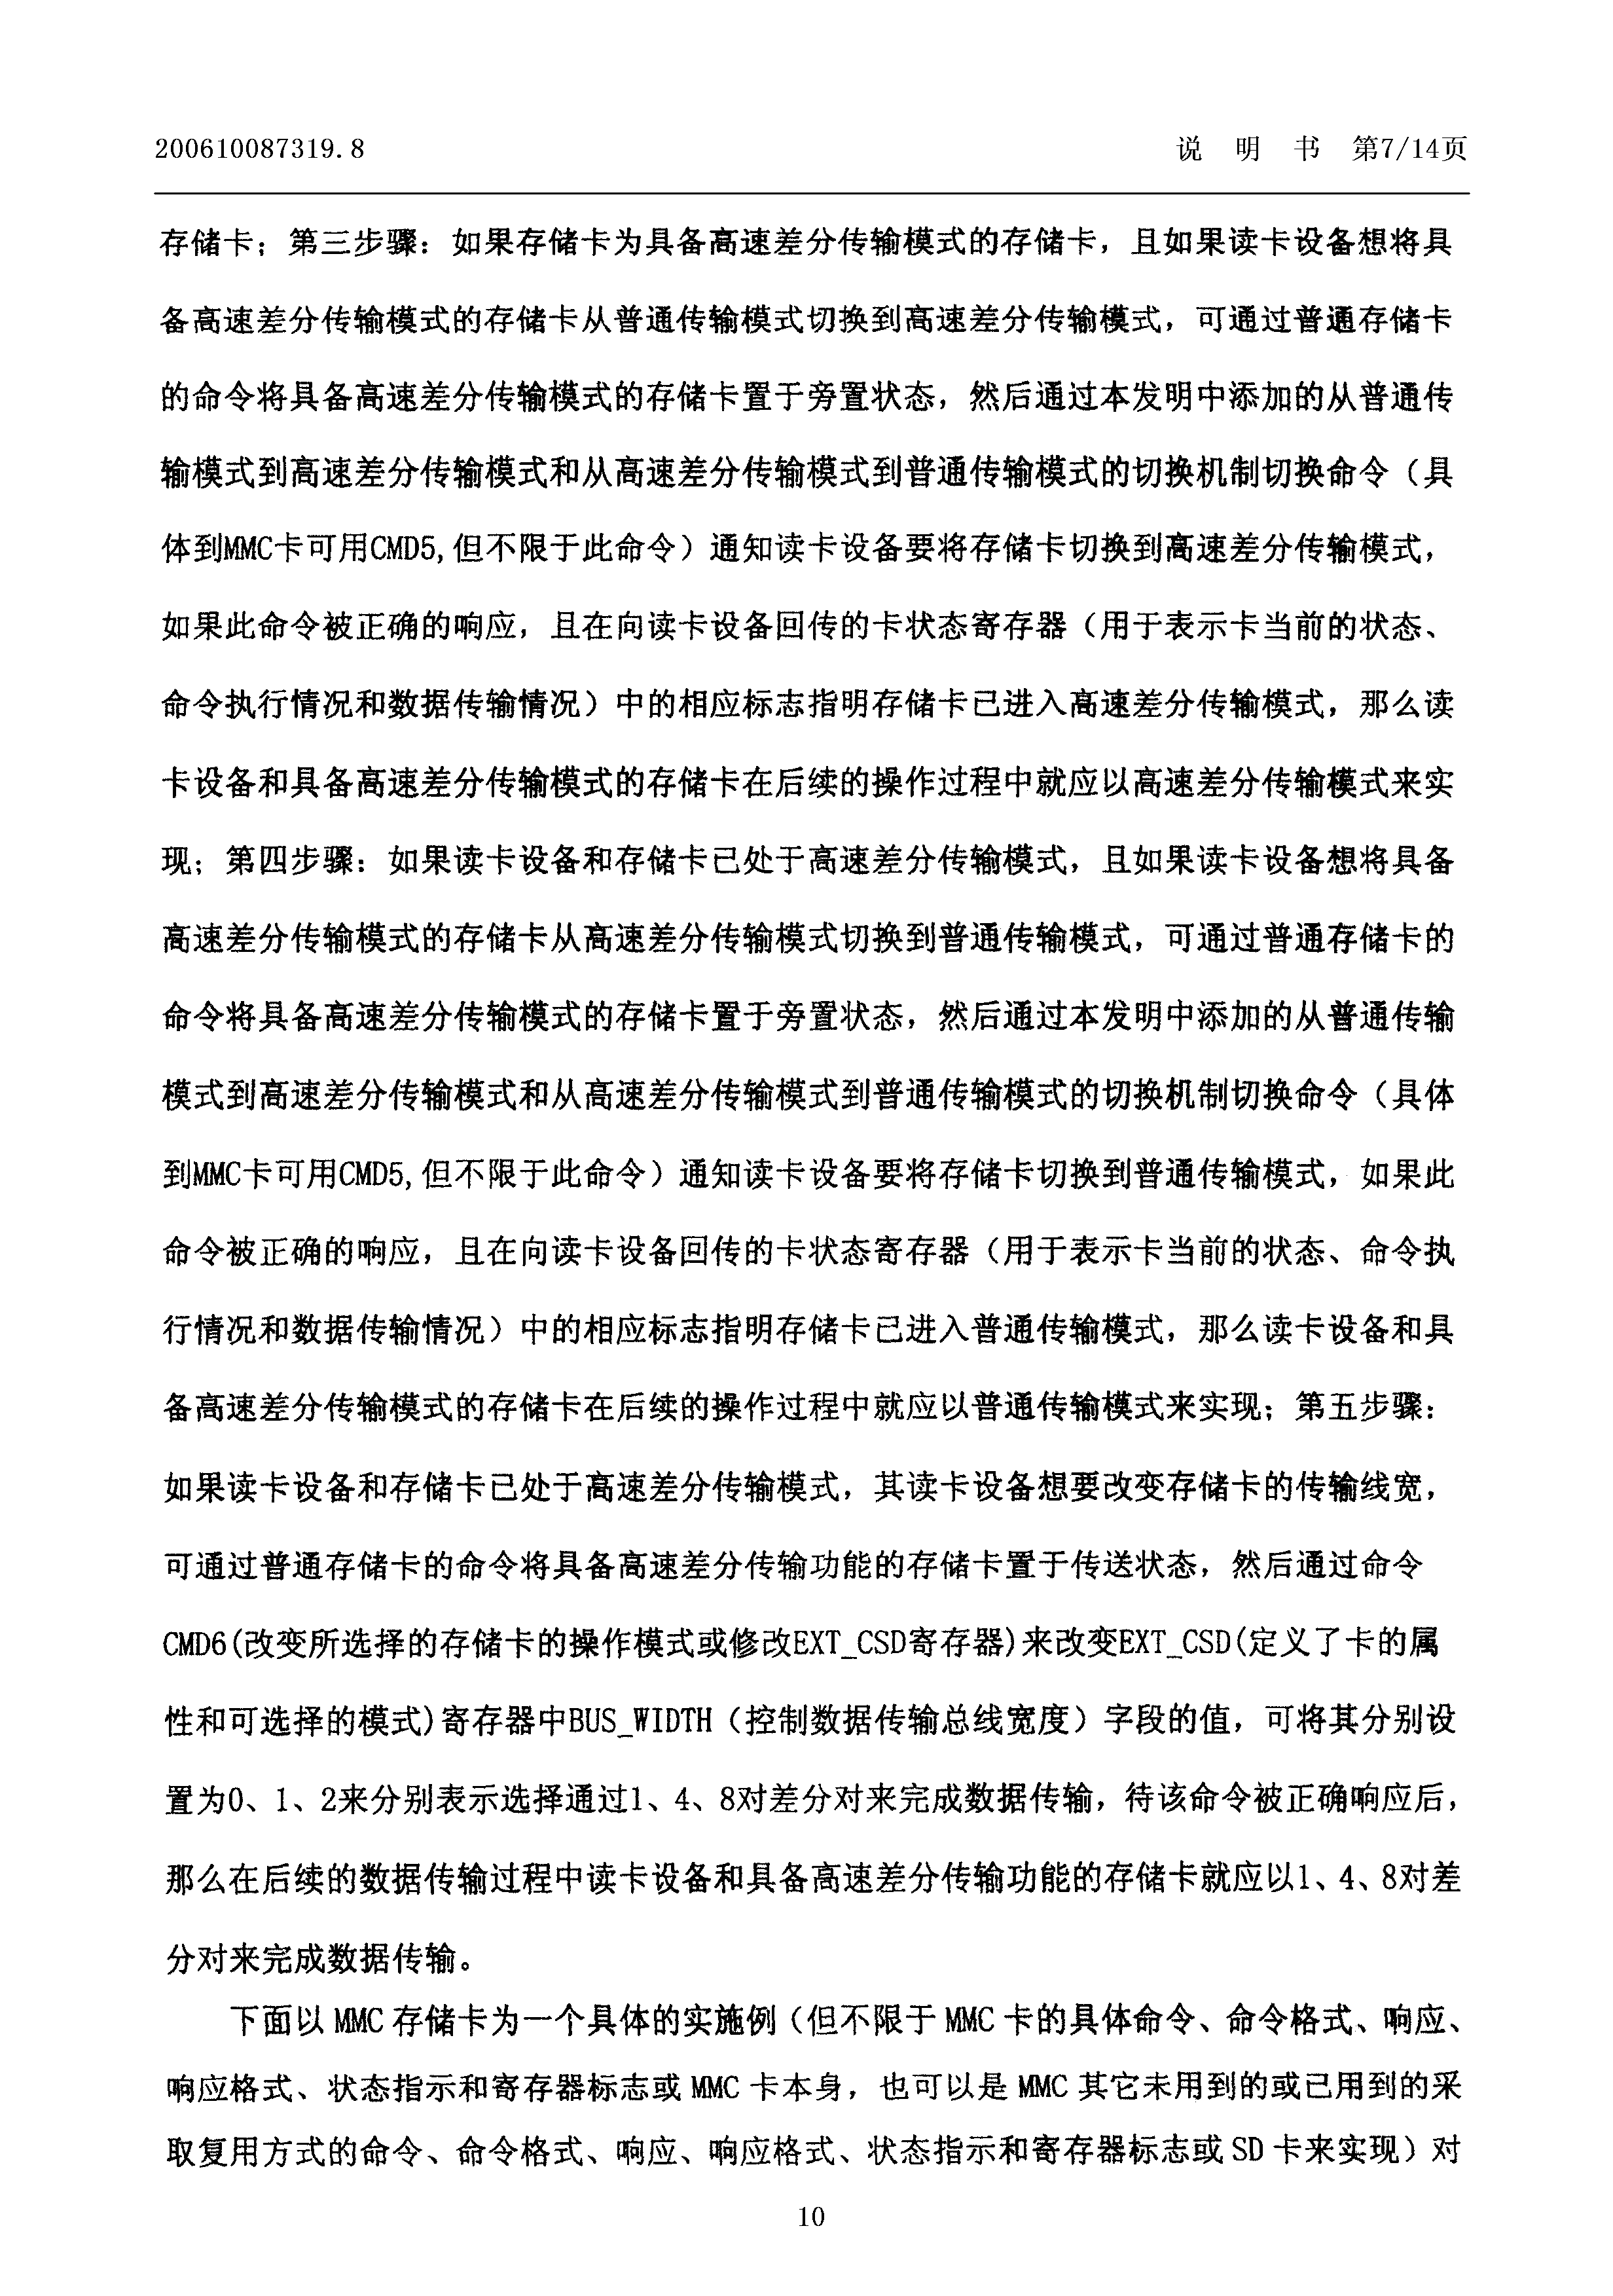 200610087319.8
说 明 书 第7/14页
存储卡；第三步骤：如果存储卡为具备高速差分传输模式的存储卡，且如果读卡设备想将具
备高速差分传输模式的存储卡从普通传输模式切换到高速差分传输模式，可通过普通存储卡
的命令将具备高速差分传输模式的存储卡置于旁置状态，然后通过本发明中添加的从普通传
输模式到高速差分传输模式和从高速差分传输模式到普通传输模式的切换机制切换命令（具
体到MMC卡可用CMD5,但不限于此命令）通知读卡设备要将存储卡切换到高速差分传输模式，
如果此命令被正确的响应，且在向读卡设备回传的卡状态寄存器（用于表示卡当前的状态、
命令执行情况和数据传输情况）中的相应标志指明存储卡已进入高速差分传输模式，那么读
卡设备和具备高速差分传输模式的存储卡在后续的操作过程中就应以高速差分传输模式来实
现；第四步骤：如果读卡设备和存储卡已处于高速差分传输模式，且如果读卡设备想将具备
高速差分传输模式的存储卡从高速差分传输模式切换到普通传输模式，可通过普通存储卡的
命令将具备高速差分传输模式的存储卡置于旁置状态，然后通过本发明中添加的从普通传输
模式到高速差分传输模式和从高速差分传输模式到普通传输模式的切换机制切换命令（具体
到MMC卡可用CMD5,但不限于此命令）通知读卡设备要将存储卡切换到普通传输模式，如果此
命令被正确的响应，且在向读卡设备回传的卡状态寄存器（用于表示卡当前的状态、命令执
行情况和数据传输情况）中的相应标志指明存储卡已进入普通传输模式，那么读卡设备和具
备高速差分传输模式的存储卡在后续的操作过程中就应以普通传输模式来实现；第五步骤：
如果读卡设备和存储卡已处于高速差分传输模式，其读卡设备想要改变存储卡的传输线宽，
可通过普通存储卡的命令将具备高速差分传输功能的存储卡置于传送状态，然后通过命令
CMD6(改变所选择的存储卡的操作模式或修改EXT_CSD寄存器)来改变EXT_CSD(定义了卡的属
性和可选择的模式)寄存器中BUS_WIDTH（控制数据传输总线宽度）字段的值，可将其分别设
置为0、1、2来分别表示选择通过1、4、8对差分对来完成数据传输，待该命令被正确响应后，
那么在后续的数据传输过程中读卡设备和具备高速差分传输功能的存储卡就应以1、4、8对差
分对来完成数据传输。
下面以 MMC 存储卡为一个具体的实施例（但不限于 MMC 卡的具体命令、命令格式、响应、
响应格式、状态指示和寄存器标志或 MMC 卡本身，也可以是 MMC 其它未用到的或已用到的采
取复用方式的命令、命令格式、响应、响应格式、状态指示和寄存器标志或 SD 卡来实现）对
10